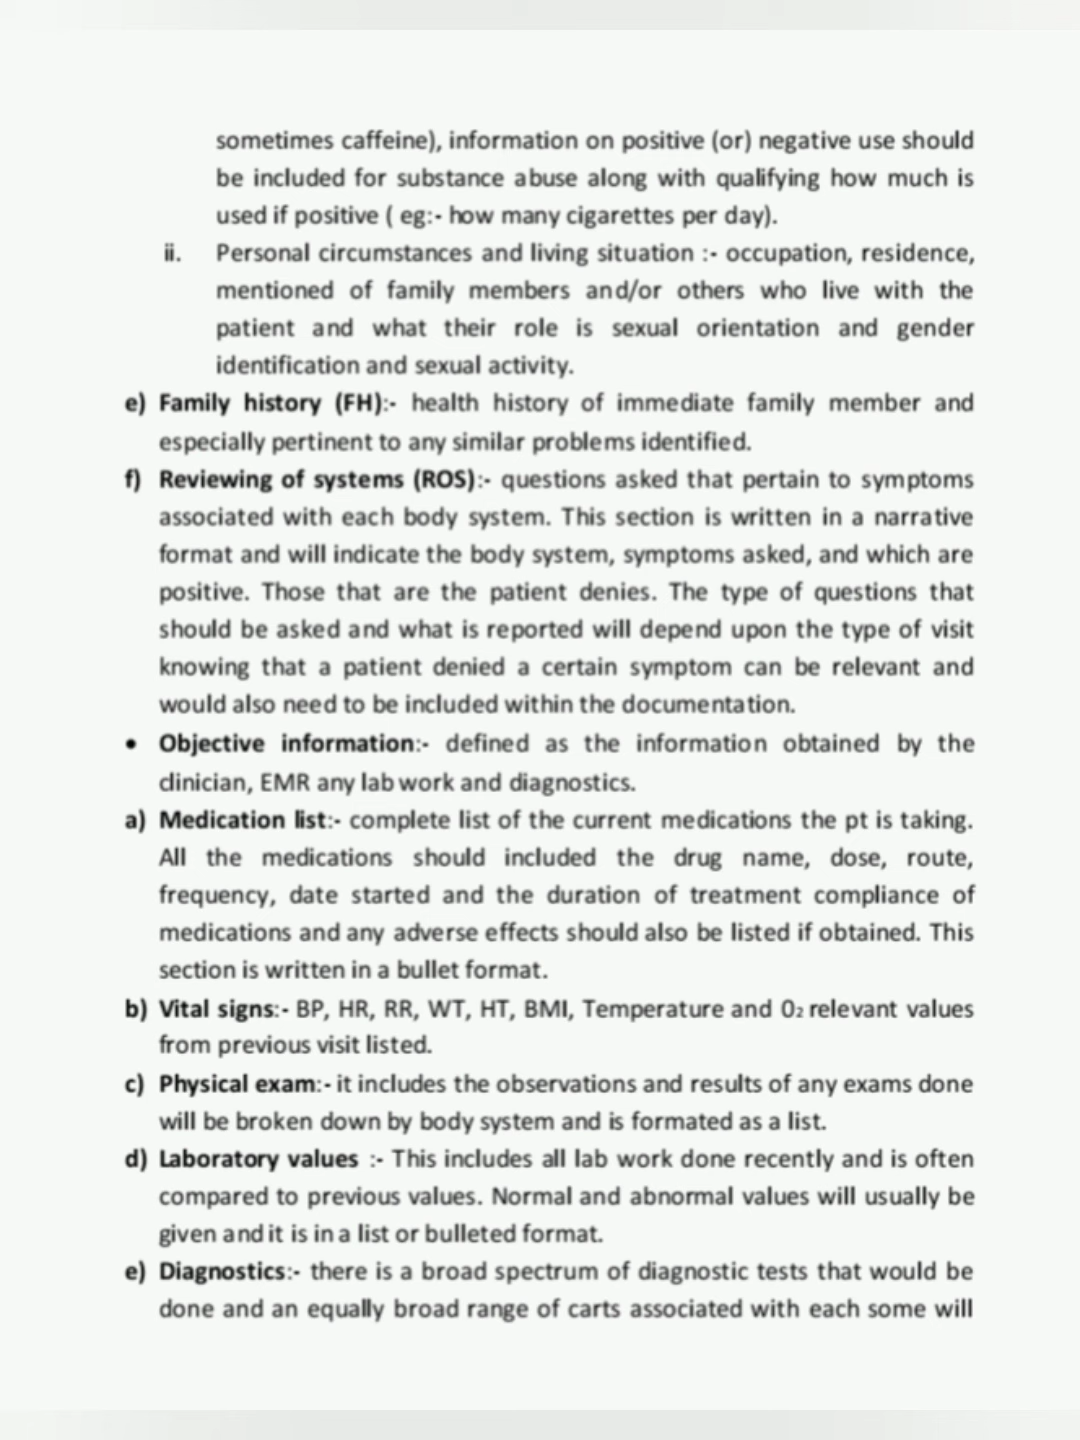 sometimes caffeine), information on positive (or) negative use should
be included for substance abuse along with qualifying how much is
used if positive ( eg:- how many cigarettes per day).
ii. Personal circumstances and living situation :- occupation, residence,
mentioned of family members and/or others who live with the
patient and what their role is sexual orientation and gender
identification and sexual activity.
e) Family history (FH):- health history of immediate family member and
especially pertinent to any similar problems identified.
f) Reviewing of systems (ROS):- questions asked that pertain to symptoms
associated with each body system. This section is written in a narrative
format and will indicate the body system, symptoms asked, and which are
positive. Those that are the patient denies. The type of questions that
should be asked and what is reported will depend upon the type of visit
knowing that a patient denied a certain symptom can be relevant and
would also need to be included within the documentation.
• Objective information:- defined as the information obtained by the
clinician, EMR any lab work and diagnostics.
a) Medication list:- complete list of the current medications the pt is taking.
All the medications should included the drug name, dose, route,
frequency, date started and the duration of treatment compliance of
medications and any adverse effects should also be listed if obtained. This
section is written in a bullet format.
b) Vital signs:- BP, HR, RR, WT, HT, BMI, Temperature and 0₂ relevant values
from previous visit listed.
c) Physical exam:- it includes the observations and results of any exams done
will be broken down by body system and is formated as a list.
d) Laboratory values :- This includes all lab work done recently and is often
compared to previous values. Normal and abnormal values will usually be
given and it is in a list or bulleted format.
e) Diagnostics:- there is a broad spectrum of diagnostic tests that would be
done and an equally broad range of carts associated with each some will